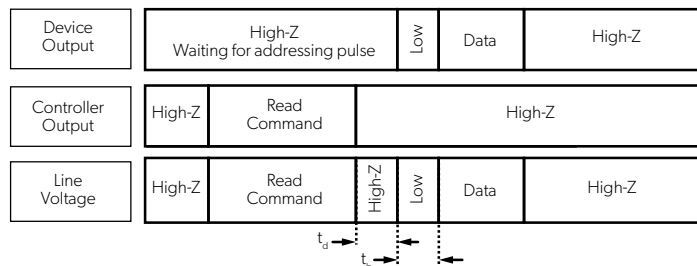 Device
Output
High-Z
Waiting for addressing pulse
Low
Data
High-Z
Controller
Output
High-Z
Read
Command
High-Z
Line
Voltage
High-Z
Read
Command
High-Z
Low
Data
High-Z
t_d